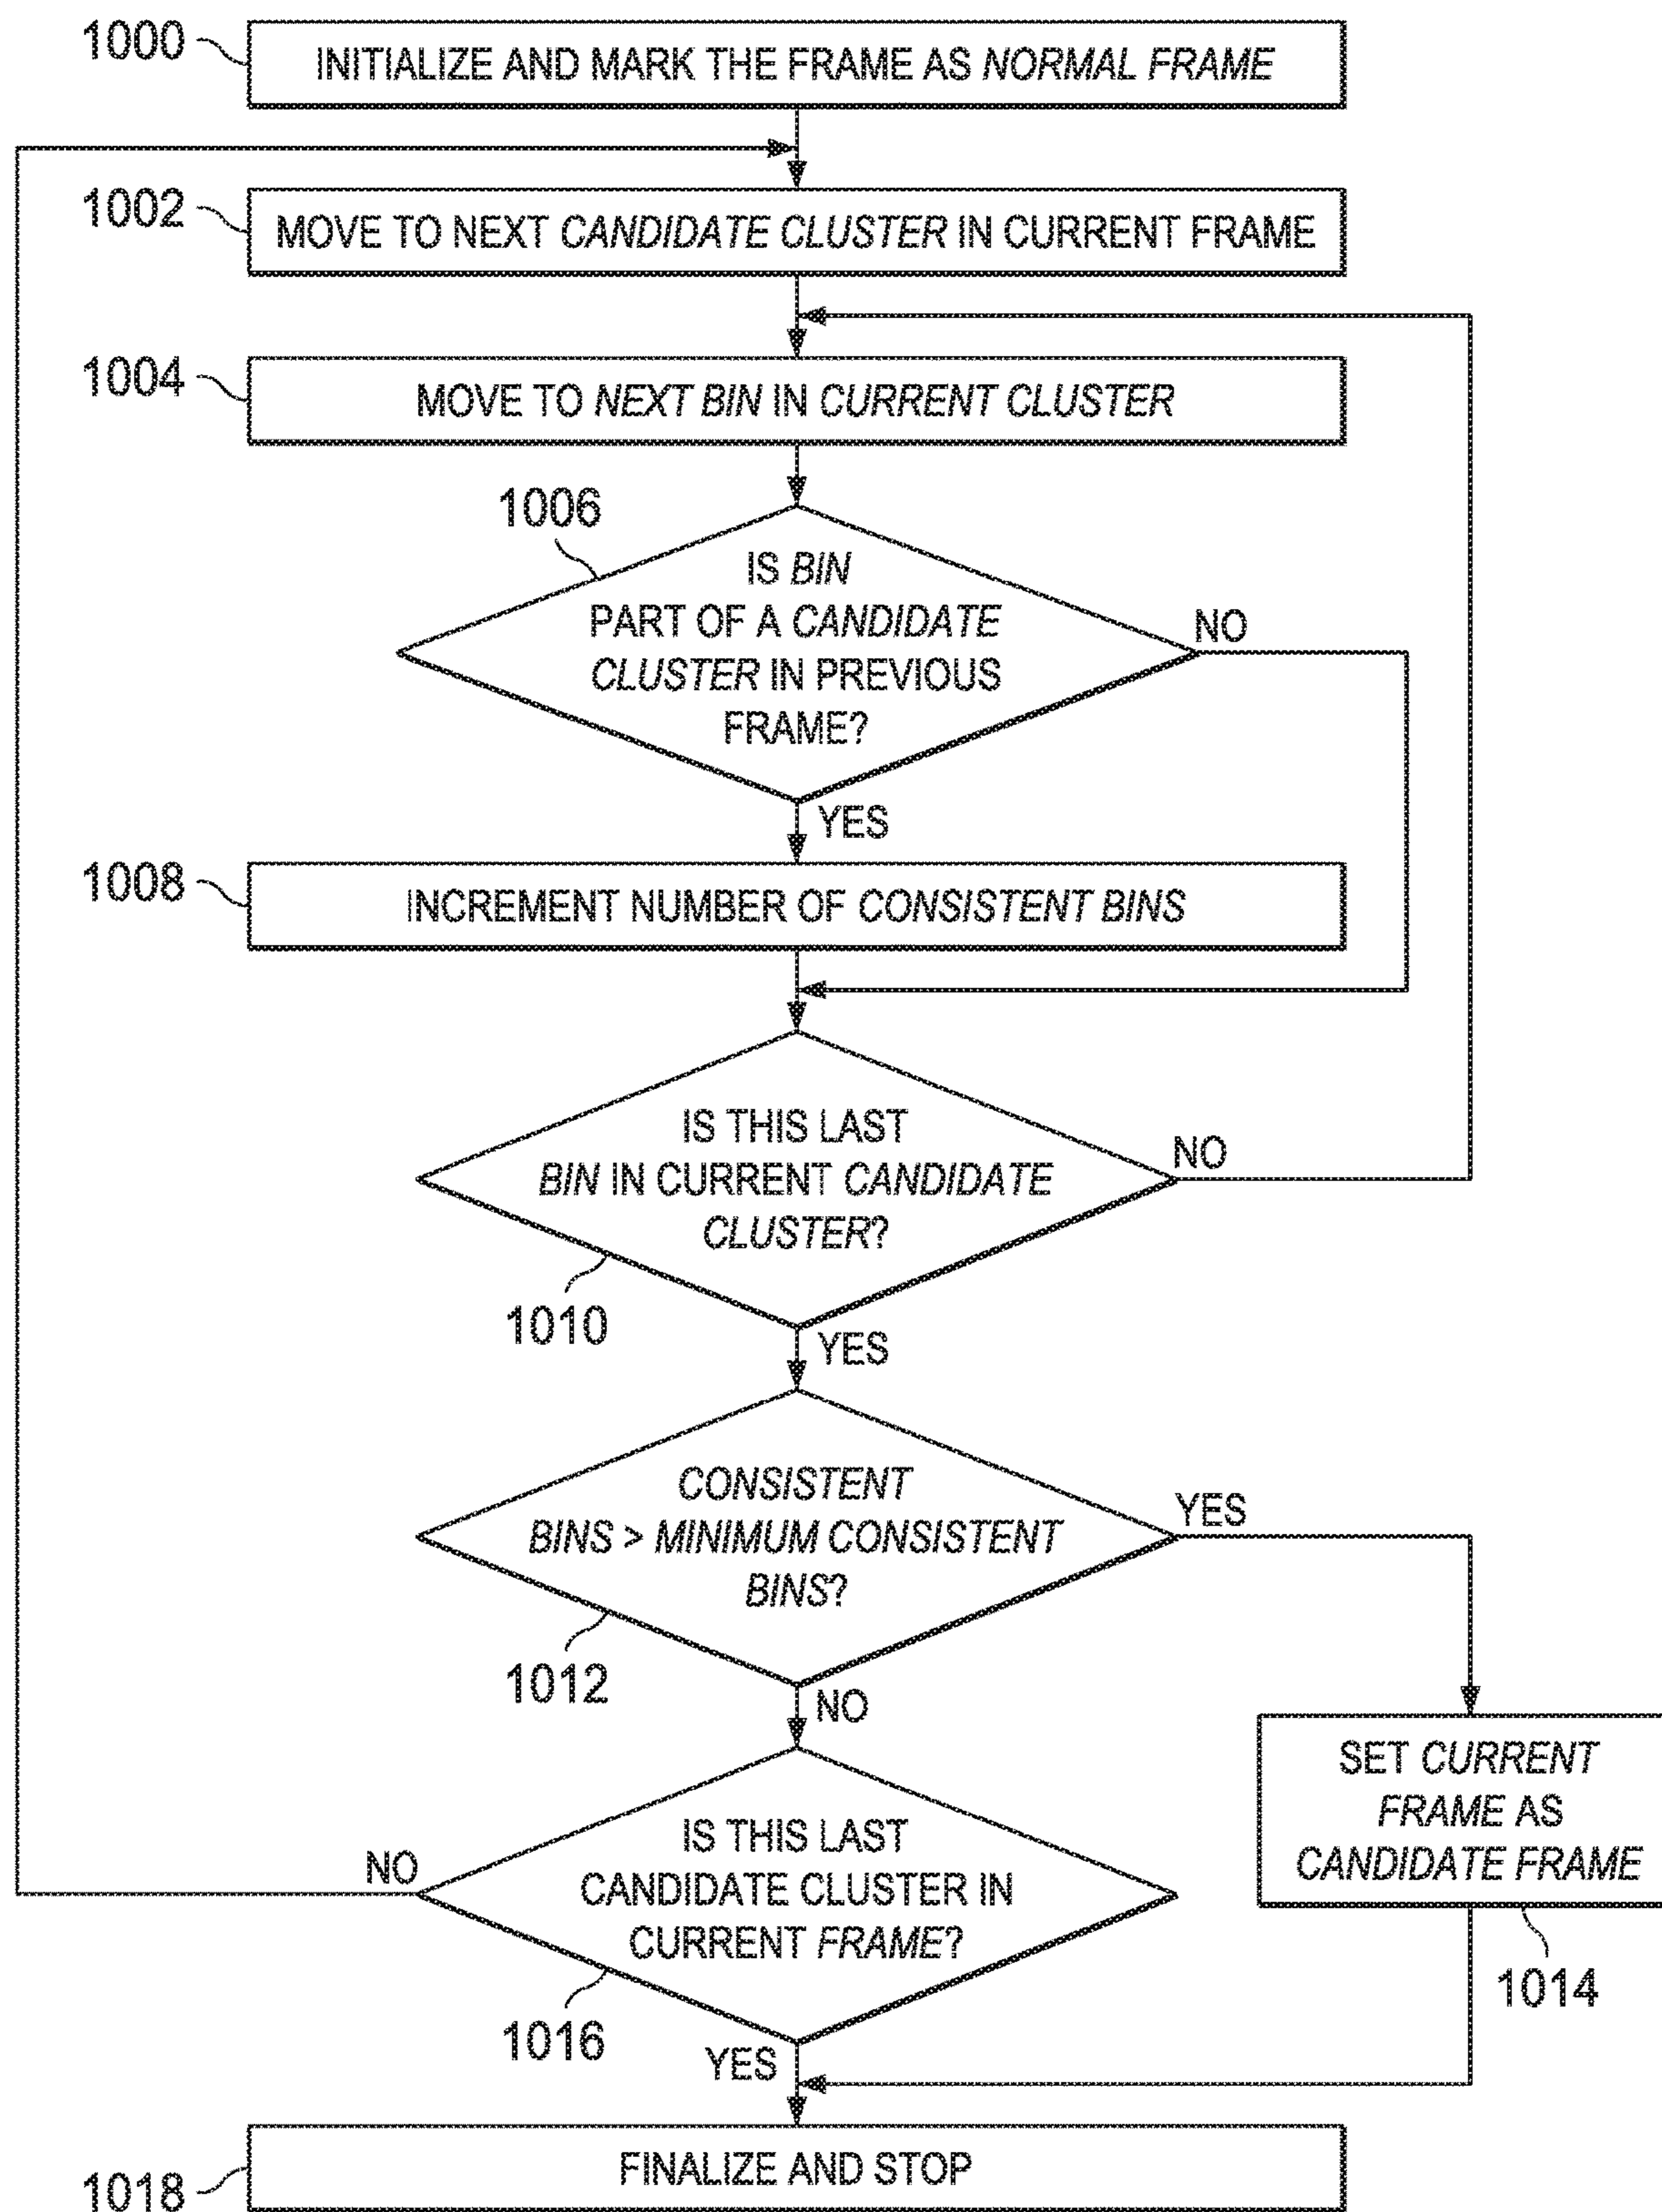 1000
INITIALIZE AND MARK THE FRAME AS NORMAL FRAME
1002
MOVE TO NEXT CANDIDATE CLUSTER IN CURRENT FRAME
1004
MOVE TO NEXT BIN IN CURRENT CLUSTER
1006
IS BIN
PART OF A CANDIDATE
CLUSTER IN PREVIOUS
FRAME?
NO
YES
1008
INCREMENT NUMBER OF CONSISTENT BINS
IS THIS LAST
BIN IN CURRENT CANDIDATE
CLUSTER?
NO
1010
YES
CONSISTENT
BINS > MINIMUM CONSISTENT
BINS?
YES
1012
NO
SET CURRENT
FRAME AS
CANDIDATE FRAME
1014
IS THIS LAST
CANDIDATE CLUSTER IN
CURRENT FRAME?
NO
1016
YES
1018
FINALIZE AND STOP